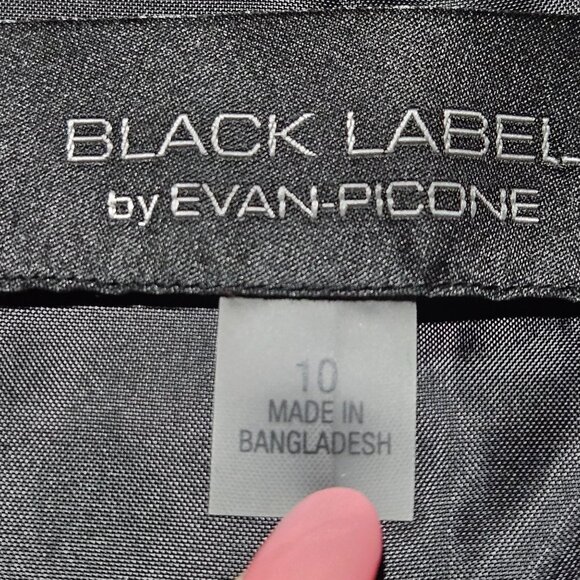 BLACK LABEL
by EVAN-PICONE
10
MADE IN
BANGLADESH